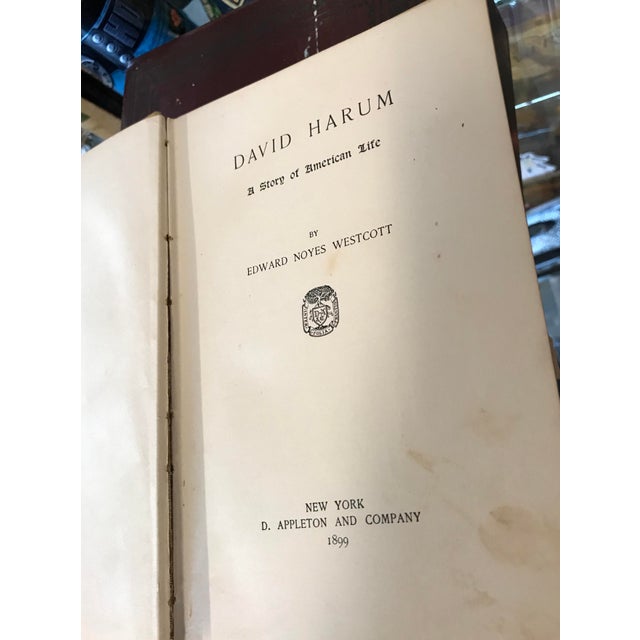 DAVID HARUM
A Story of American Life
BY
EDWARD NOYES WESTCOTT
NEW YORK
D. APPLETON AND COMPANY
1899